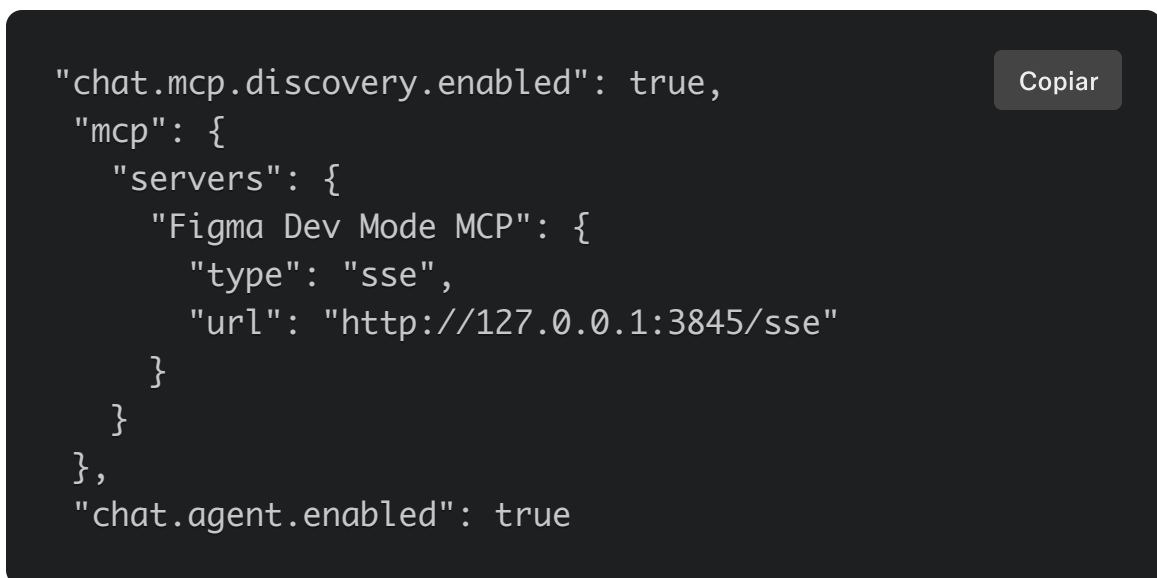 "chat.mcp.discovery.enabled": true,
Copiar
"mcp": {
"servers": {
"Figma Dev Mode MCP": {
"type": "sse",
"url": "http://127.0.0.1:3845/sse"
}
}
},
"chat.agent.enabled": true